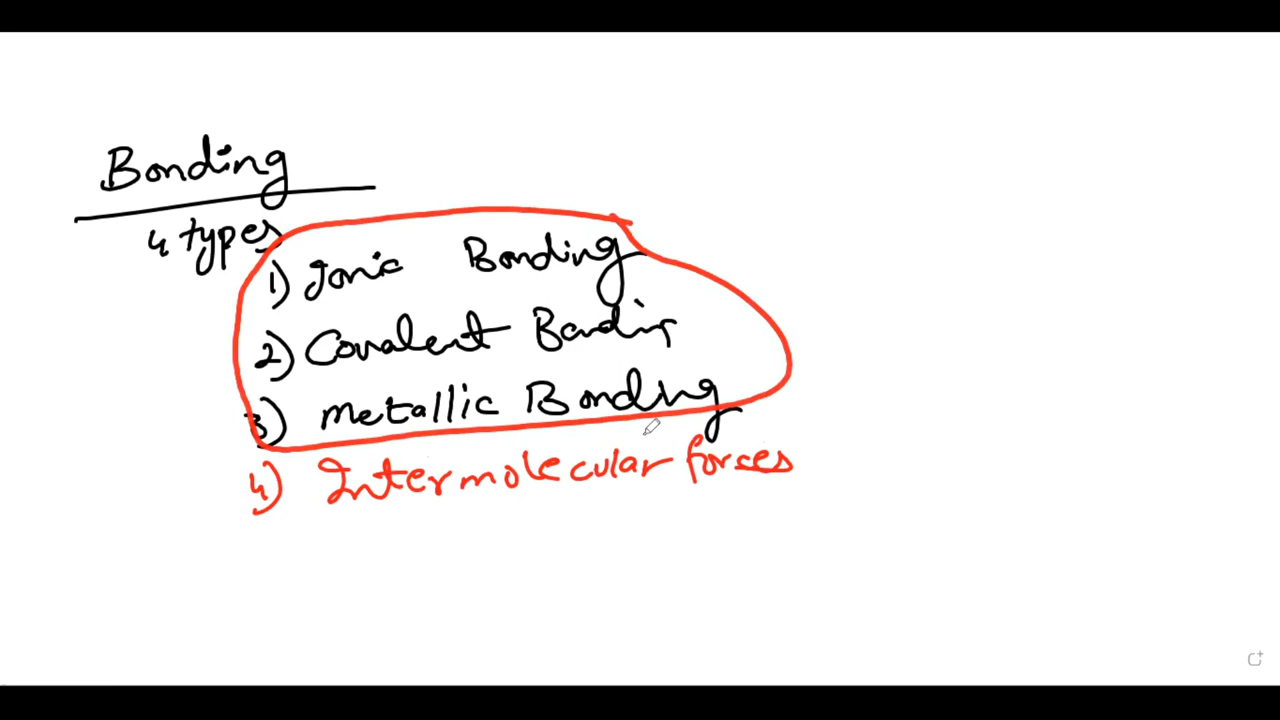 Bonding
4 types
1) Ionic Bonding
2) Covalent Bonding
3) Metallic Bonding
4) Intermolecular forces